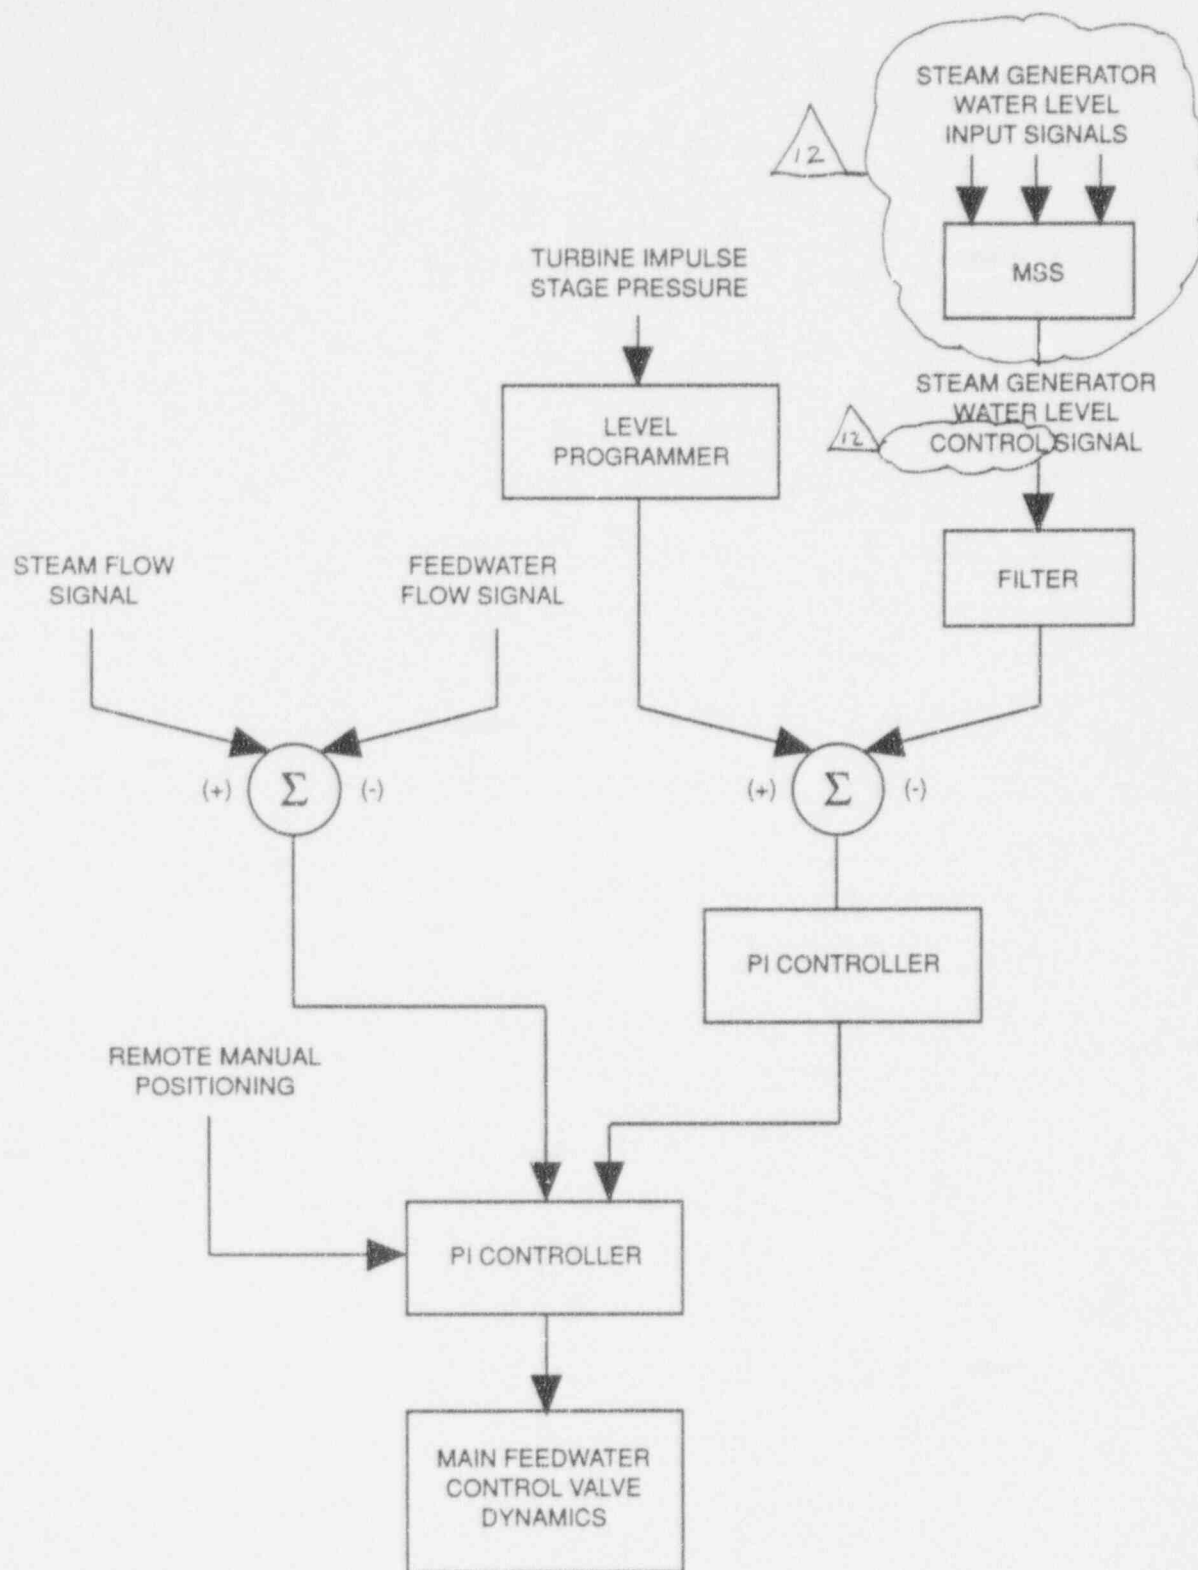 STEAM GENERATOR
WATER LEVEL
INPUT SIGNALS
12
MSS
TURBINE IMPULSE
STAGE PRESSURE
STEAM GENERATOR
WATER LEVEL
CONTROL SIGNAL
12
LEVEL
PROGRAMMER
STEAM FLOW
SIGNAL
FEEDWATER
FLOW SIGNAL
FILTER
(+) Σ (-)
(+) Σ (-)
PI CONTROLLER
REMOTE MANUAL
POSITIONING
PI CONTROLLER
MAIN FEEDWATER
CONTROL VALVE
DYNAMICS